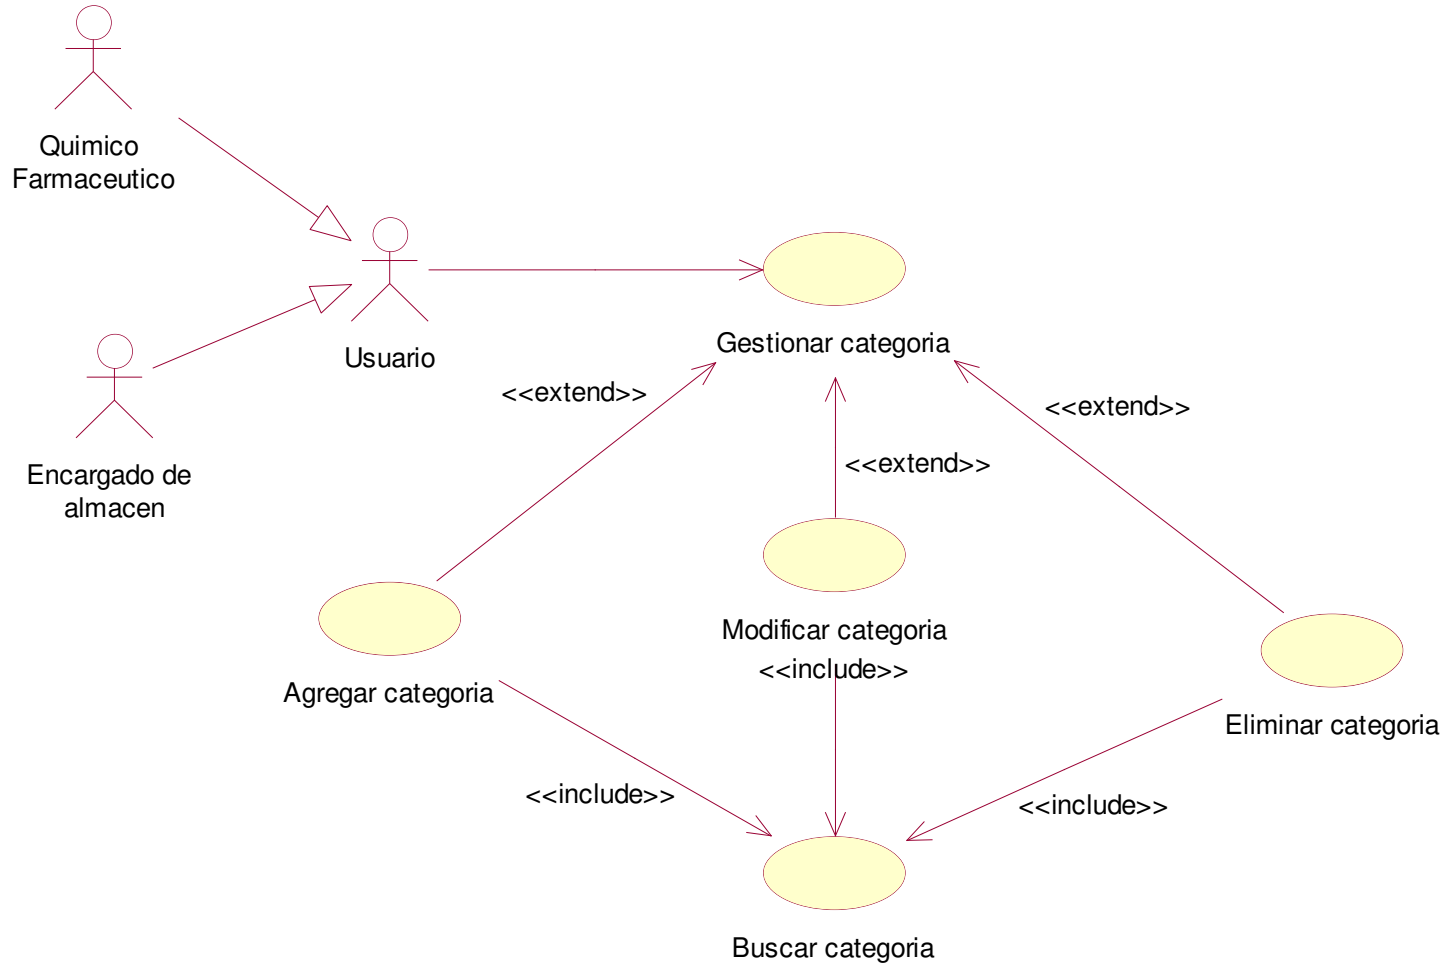 Quimico
Farmaceutico
Usuario
Gestionar categoria
<<extend>>
<<extend>>
<<extend>>
Encargado de
almacen
Modificar categoria
<<include>>
Agregar categoria
Eliminar categoria
<<include>>
<<include>>
Buscar categoria